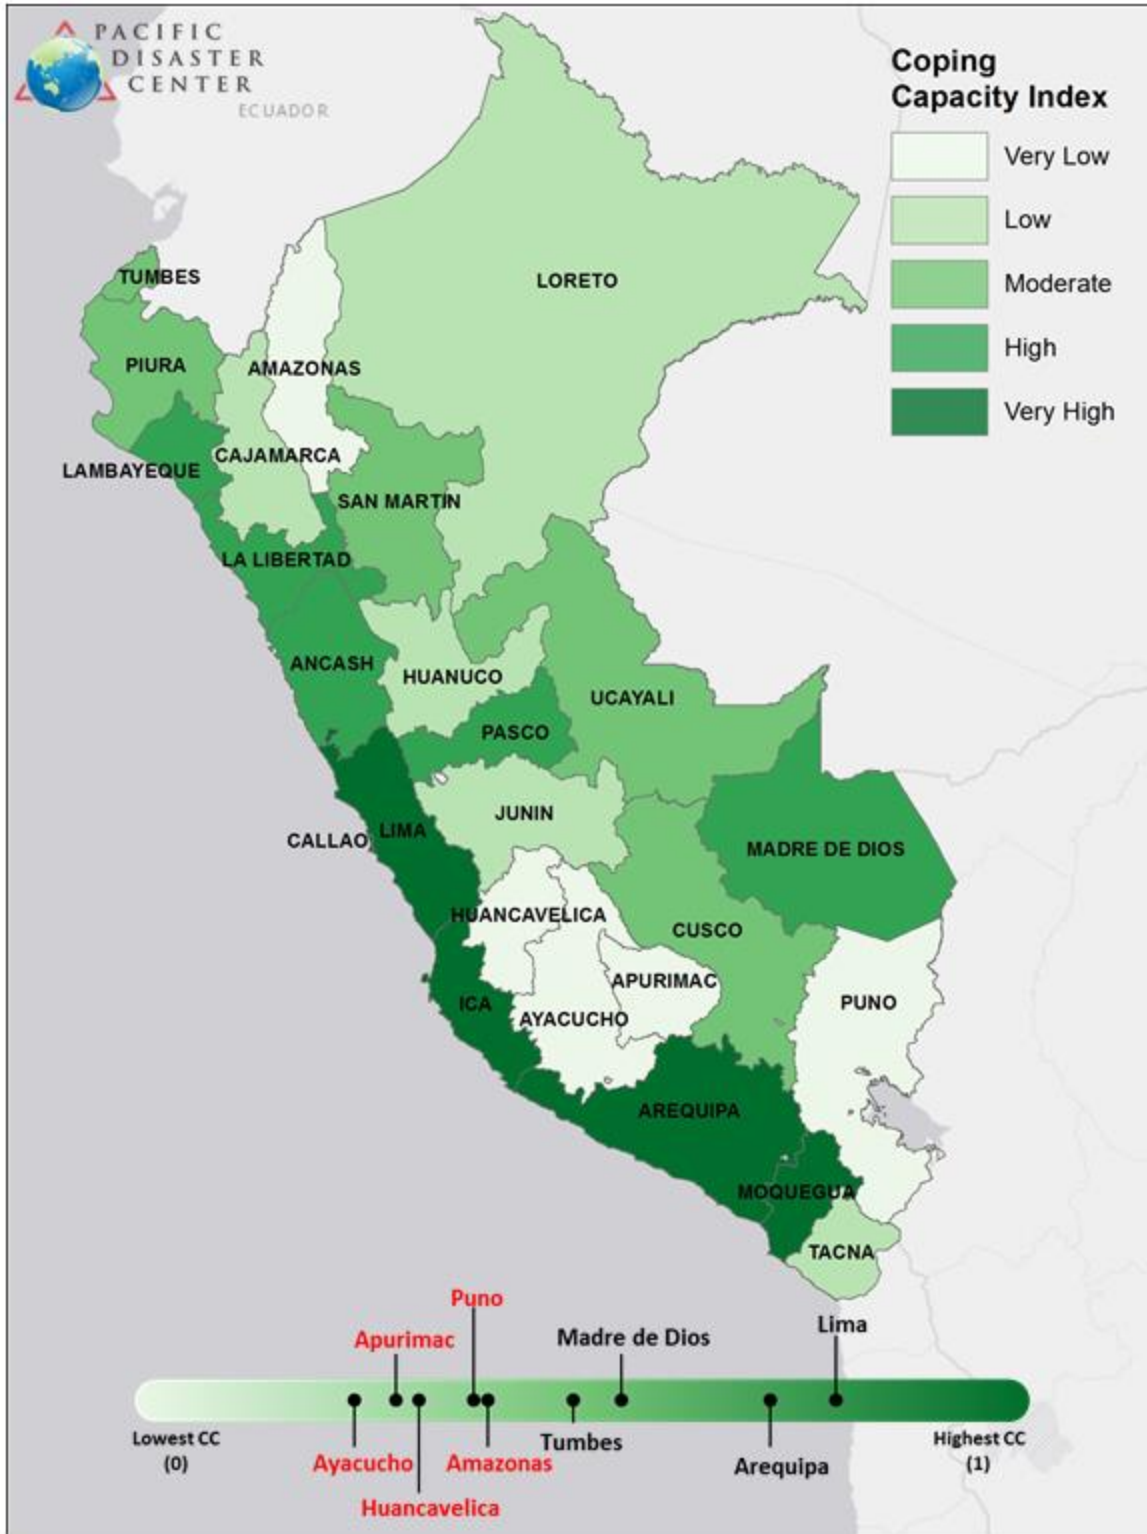 PACIFIC
DISASTER
CENTER
ECUADOR
Coping
Capacity Index
Very Low
Low
Moderate
High
Very High
TUMBES
LORETO
PIURA
AMAZONAS
CAJAMARCA
LAMBAYEQUE
SAN MARTIN
LA LIBERTAD
ANCASH
HUANUCO
UCAYALI
PASCO
JUNIN
CALLAO
LIMA
MADRE DE DIOS
HUANCAVELICA
CUSCO
APURIMAC
ICA
AYACUCHO
PUNO
AREQUIPA
MOQUEGUA
TACNA
Puno
Apurimac
Madre de Dios
Lima
Lowest CC
(0)
Ayacucho
Huancavelica
Amazonas
Tumbes
Arequipa
Highest CC
(1)